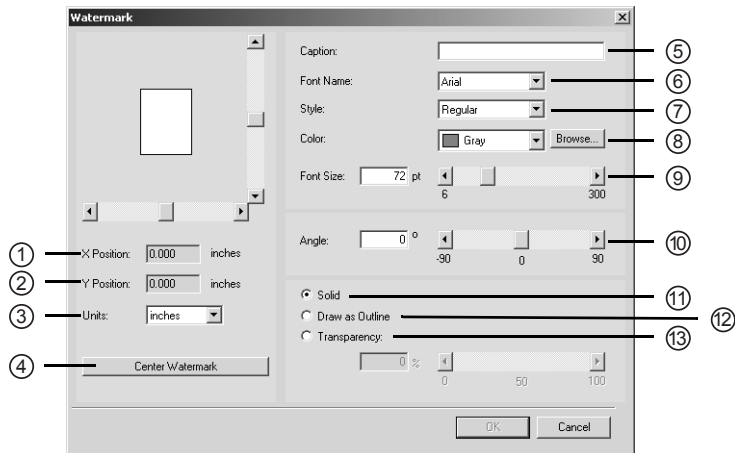 Watermark
Caption:
⑤
Font Name:
Arial
⑥
Style:
Regular
⑦
Color:
Gray
Browse...
⑧
Font Size:
72 pt
⑨
6
300
① X Position: 0.000 inches
② Y Position: 0.000 inches
③ Units: inches
④ Center Watermark
Angle:
0 °
⑩
-90
0
90
Solid
⑪
Draw as Outline
⑫
Transparency:
⑬
0 %
0
50
100
OK
Cancel